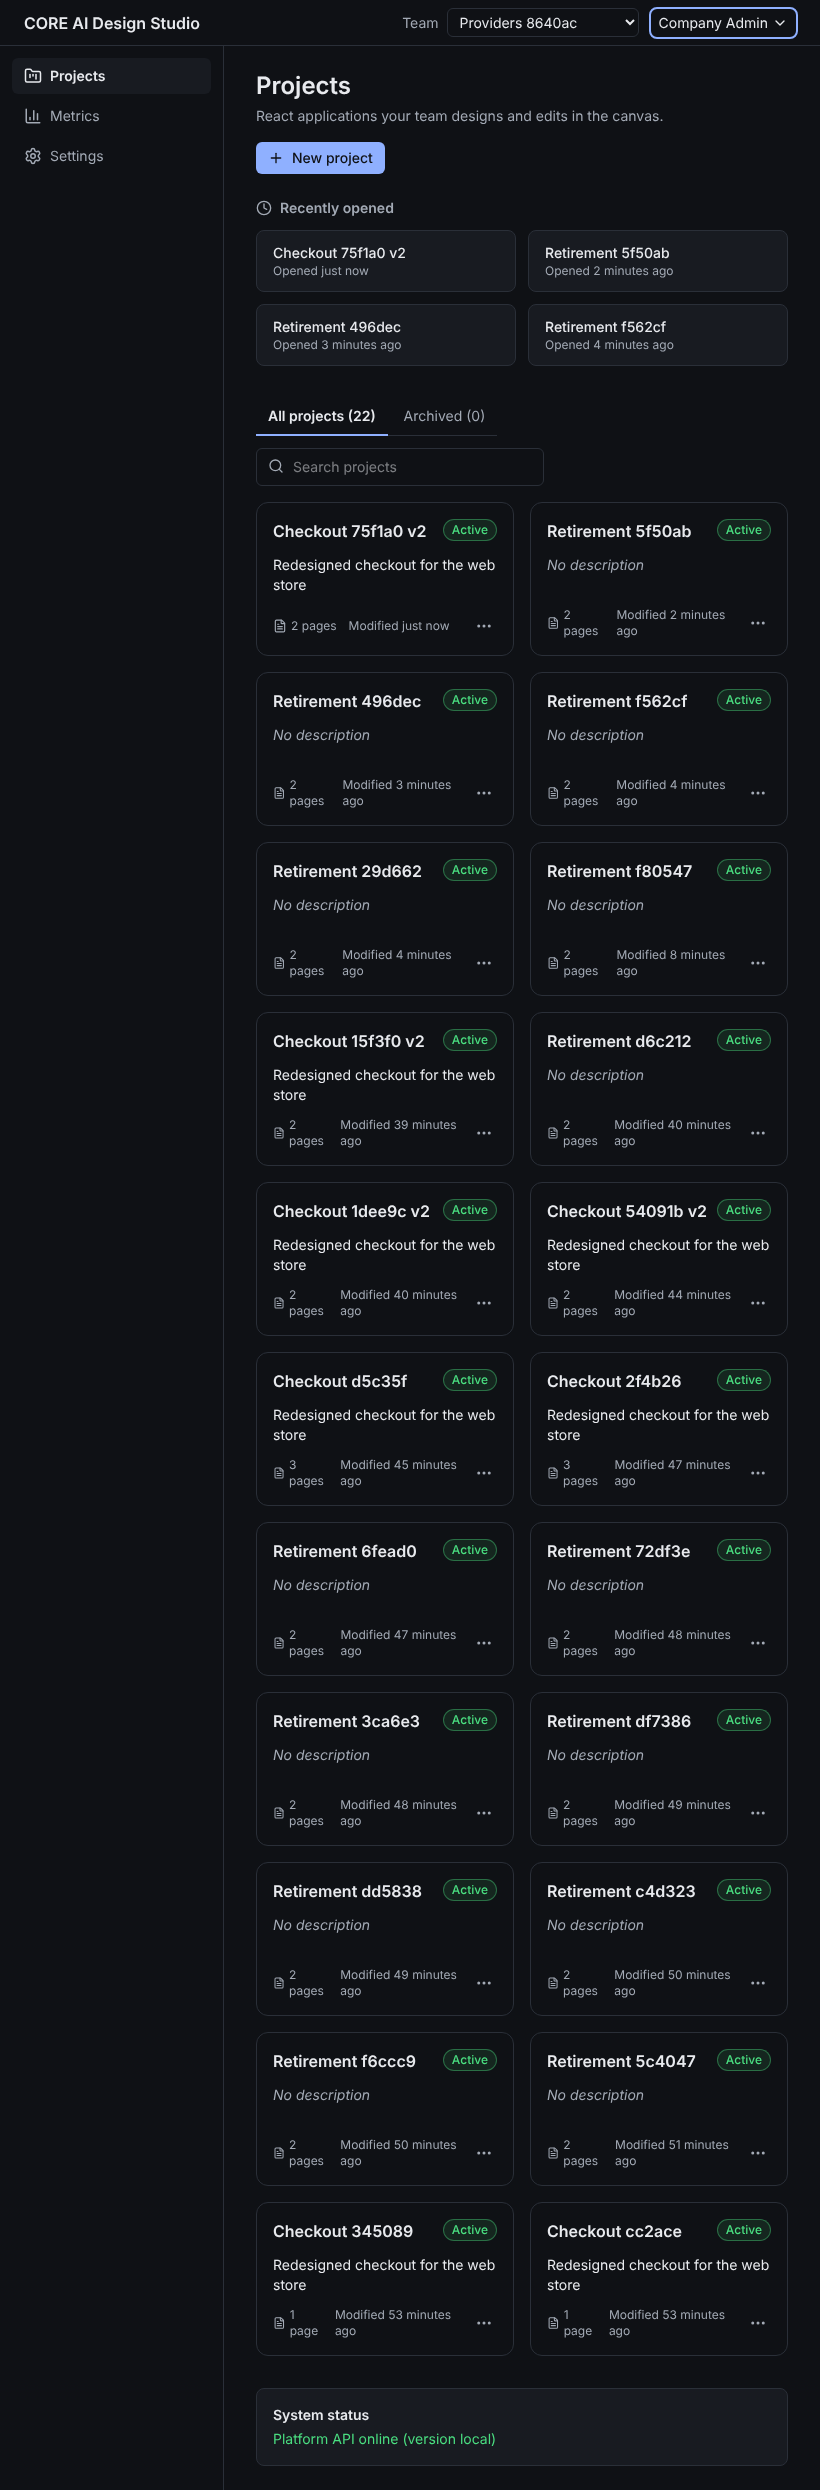 CORE AI Design Studio
Team
Providers 8640ac
Company Admin
Projects
Metrics
Settings
Projects
React applications your team designs and edits in the canvas.
New project
Recently opened
Checkout 75f1a0 v2
Opened just now
Retirement 5f50ab
Opened 2 minutes ago
Retirement 496dec
Opened 3 minutes ago
Retirement f562cf
Opened 4 minutes ago
All projects (22)
Archived (0)
Search projects
Checkout 75f1a0 v2
Active
Redesigned checkout for the web
store
2 pages
Modified just now
Retirement 5f50ab
Active
No description
2
pages
Modified 2 minutes
ago
Retirement 496dec
Active
No description
2
pages
Modified 3 minutes
ago
Retirement f562cf
Active
No description
2
pages
Modified 4 minutes
ago
Retirement 29d662
Active
No description
2
pages
Modified 4 minutes
ago
Retirement f80547
Active
No description
2
pages
Modified 8 minutes
ago
Checkout 15f3f0 v2
Active
Redesigned checkout for the web
store
2
pages
Modified 39 minutes
ago
Retirement d6c212
Active
No description
2
pages
Modified 40 minutes
ago
Checkout 1dee9c v2
Active
Redesigned checkout for the web
store
2
pages
Modified 40 minutes
ago
Checkout 54091b v2
Active
Redesigned checkout for the web
store
2
pages
Modified 44 minutes
ago
Checkout d5c35f
Active
Redesigned checkout for the web
store
3
pages
Modified 45 minutes
ago
Checkout 2f4b26
Active
Redesigned checkout for the web
store
3
pages
Modified 47 minutes
ago
Retirement 6fead0
Active
No description
2
pages
Modified 47 minutes
ago
Retirement 72df3e
Active
No description
2
pages
Modified 48 minutes
ago
Retirement 3ca6e3
Active
No description
2
pages
Modified 48 minutes
ago
Retirement df7386
Active
No description
2
pages
Modified 49 minutes
ago
Retirement dd5838
Active
No description
2
pages
Modified 49 minutes
ago
Retirement c4d323
Active
No description
2
pages
Modified 50 minutes
ago
Retirement f6ccc9
Active
No description
2
pages
Modified 50 minutes
ago
Retirement 5c4047
Active
No description
2
pages
Modified 51 minutes
ago
Checkout 345089
Active
Redesigned checkout for the web
store
1
page
Modified 53 minutes
ago
Checkout cc2ace
Active
Redesigned checkout for the web
store
1
page
Modified 53 minutes
ago
System status
Platform API online (version local)